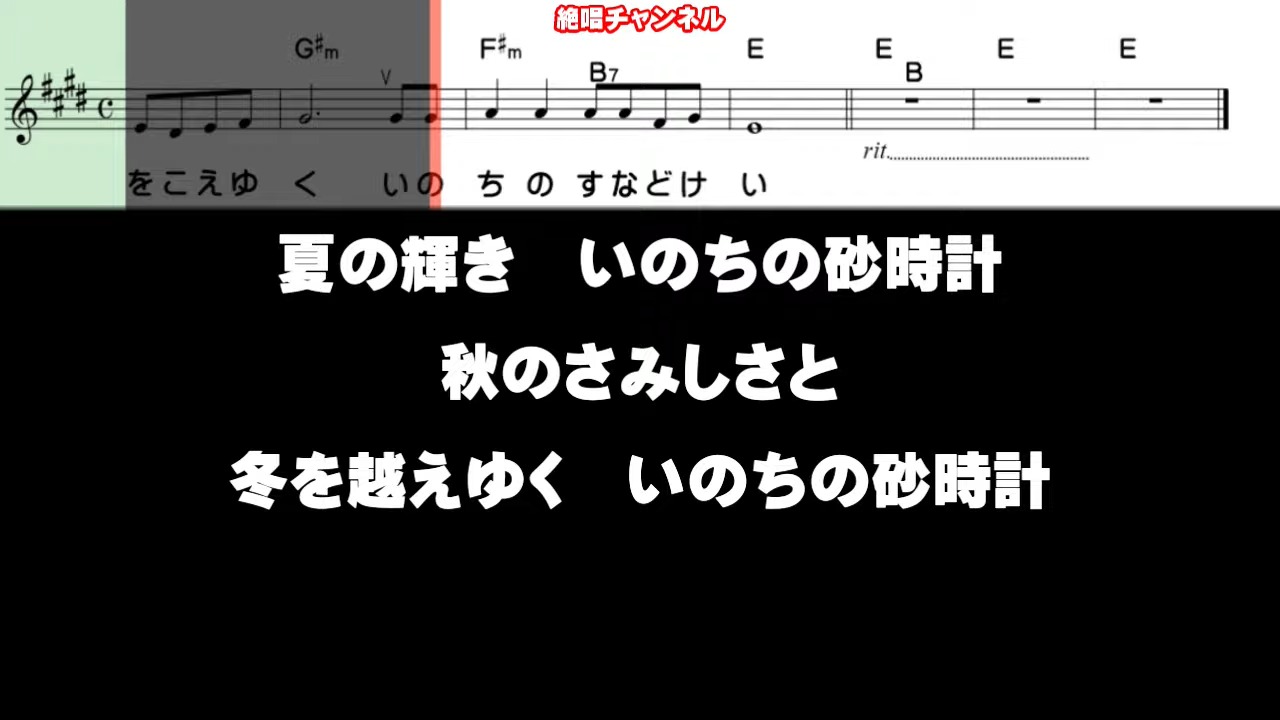 絶唱チャンネル
G#m F#m B7 E E B E E
rit.
をこえゆ く いの ち の すなどけ い
夏の輝き　いのちの砂時計
秋のさみしさと
冬を越えゆく　いのちの砂時計